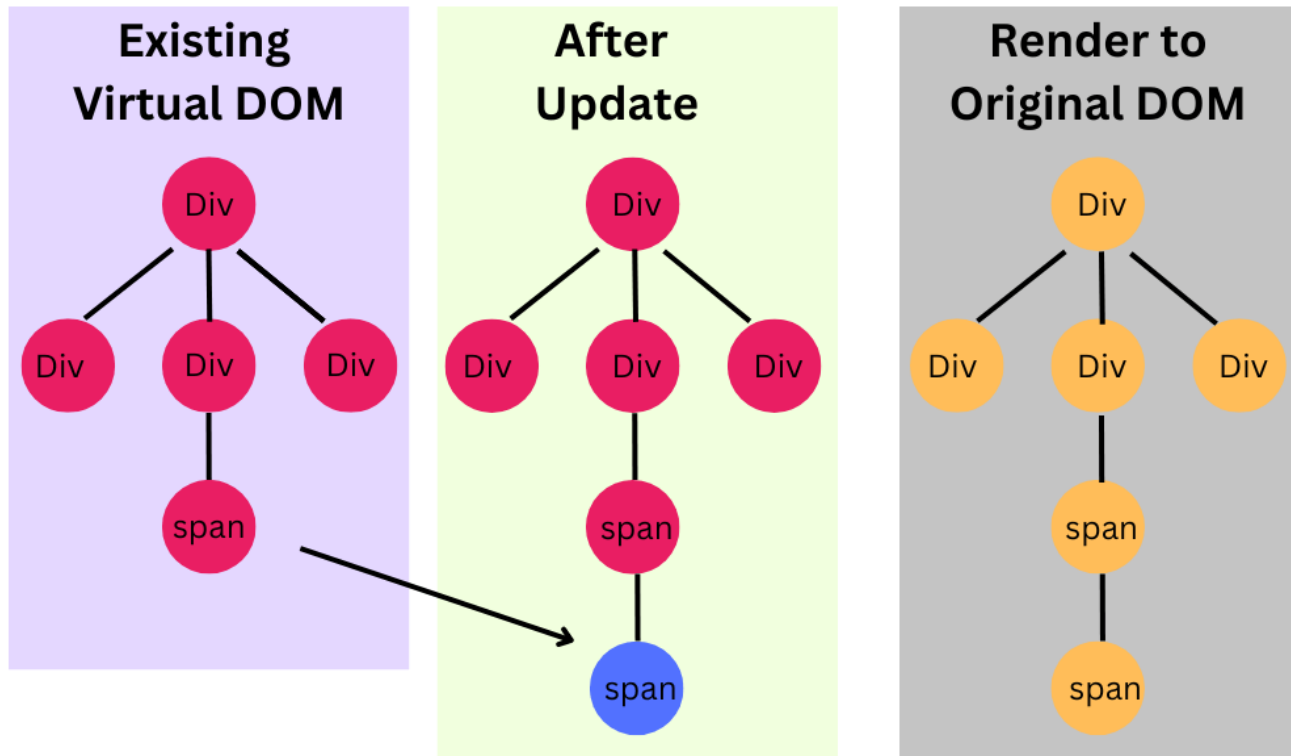 Existing
Virtual DOM
Div
Div
Div
Div
span
After
Update
Div
Div
Div
Div
span
span
Render to
Original DOM
Div
Div
Div
Div
span
span